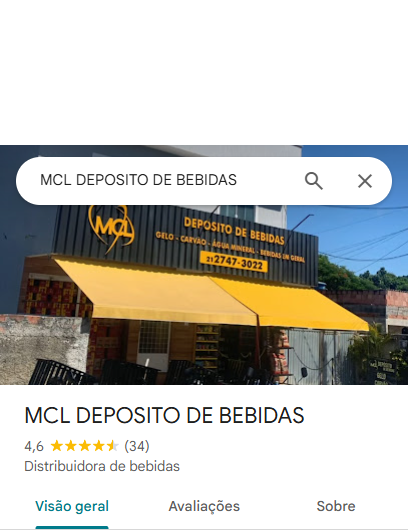 MCL DEPOSITO DE BEBIDAS
MCL
DEPOSITO DE BEBIDAS
GELO - CARVÃO - ÁGUA MINERAL - BEBIDAS EM GERAL
21 2747-3022
GELO
MCL DEPOSITO DE BEBIDAS
4,6 (34)
Distribuidora de bebidas
Visão geral Avaliações Sobre